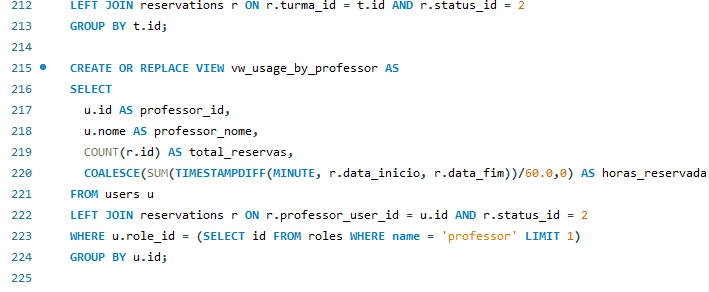 212 LEFT JOIN reservations r ON r.turma_id = t.id AND r.status_id = 2
213 GROUP BY t.id;
214
215 CREATE OR REPLACE VIEW vw_usage_by_professor AS
216 SELECT
217 u.id AS professor_id,
218 u.nome AS professor_nome,
219 COUNT(r.id) AS total_reservas,
220 COALESCE(SUM(TIMESTAMPDIFF(MINUTE, r.data_inicio, r.data_fim))/60.0,0) AS horas_reservada
221 FROM users u
222 LEFT JOIN reservations r ON r.professor_user_id = u.id AND r.status_id = 2
223 WHERE u.role_id = (SELECT id FROM roles WHERE name = 'professor' LIMIT 1)
224 GROUP BY u.id;
225